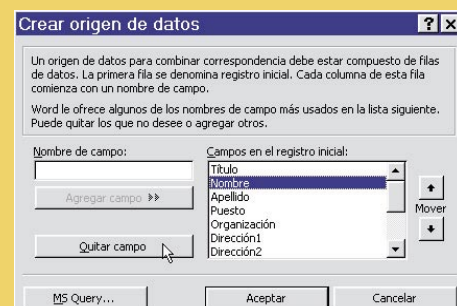 Crear origen de datos
Un origen de datos para combinar correspondencia debe estar compuesto de filas
de datos. La primera fila se denomina registro inicial. Cada columna de esta fila
comienza con un nombre de campo.
Word le ofrece algunos de los nombres de campo más usados en la lista siguiente.
Puede quitar los que no desee o agregar otros.
Nombre de campo:
Campos en el registro inicial:
Agregar campo
Quitar campo
Título
Nombre
Apellido
Puesto
Organización
Dirección1
Dirección2
Mover
MS Query...
Aceptar
Cancelar